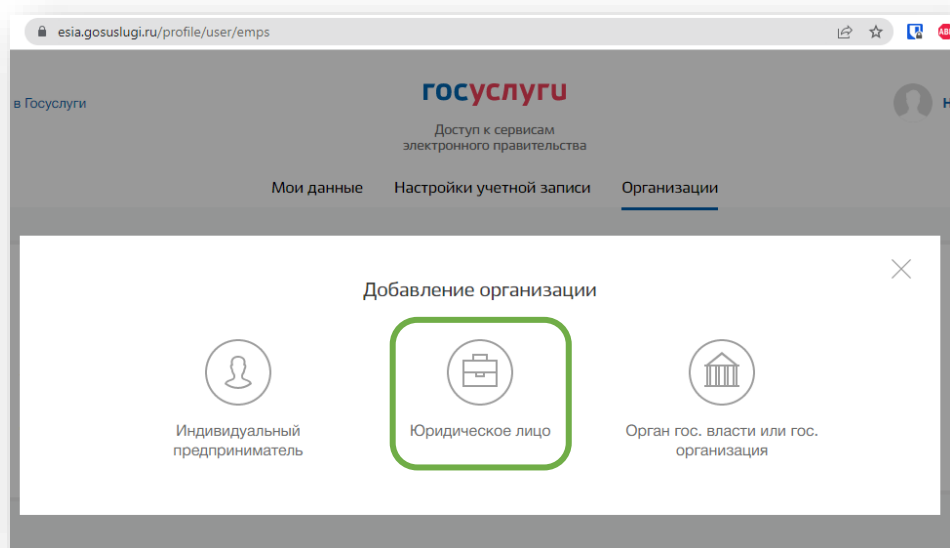 esia.gosuslugi.ru/profile/user/emps
ABP
в Госуслуги
госуслуги
Доступ к сервисам
электронного правительства
Мои данные Настройки учетной записи Организации
Добавление организации
Индивидуальный
предприниматель
Юридическое лицо
Орган гос. власти или гос.
организация